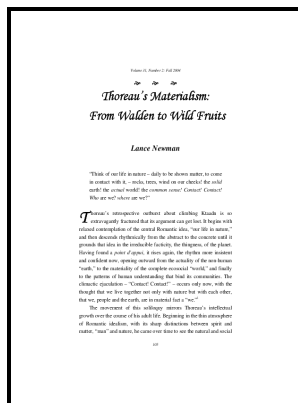 Volume 31, Number 2 Fall 2004
Thoreau's Materialism:
From Walden to Wild Fruits
Lance Newman
"Think of our life in nature – daily to be shown matter, to come
in contact with it, – rocks, trees, wind on our cheeks! the solid
earth! the actual world! the common sense! Contact! Contact!
Who are we? where are we?"
Thoreau's retrospective outburst about climbing Ktaadn is so
extravagantly fractured that its argument can get lost. It begins with
relaxed contemplation of the central Romantic idea, "our life in nature,"
and then descends rhythmically from the abstract to the concrete until it
grounds that idea in the irreducible facticity, the thingness, of the planet.
Having found a point d'appui, it rises again, the rhythm more insistent
and confident now, opening outward from the actuality of the non-human
"earth," to the materiality of the complete ecosocial "world," and finally
to the patterns of human understanding that bind its communities. The
climactic ejaculation – "Contact! Contact!" – occurs only now, with the
thought that we live together not only with nature but with each other,
that we, people and the earth, are in material fact a "we."
The movement of this soliloquy mirrors Thoreau's intellectual
growth over the course of his adult life. Beginning in the thin atmosphere
of Romantic idealism, with its sharp distinctions between spirit and
matter, "man" and nature, he came over time to see the natural and social